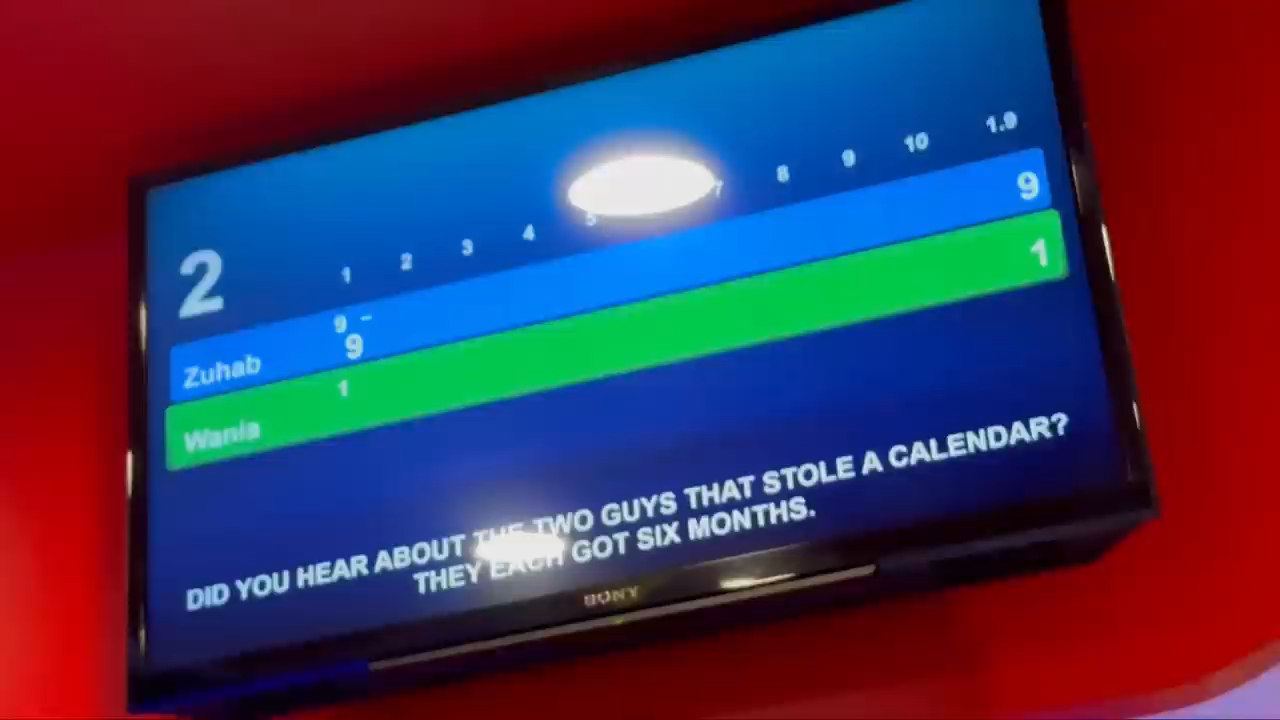 2
1 2 3 4 5 7 8 9 10 1.9
Zuhab 9 – 9
9
Wania 1 1
DID YOU HEAR ABOUT THE TWO GUYS THAT STOLE A CALENDAR?
THEY EACH GOT SIX MONTHS.
SONY